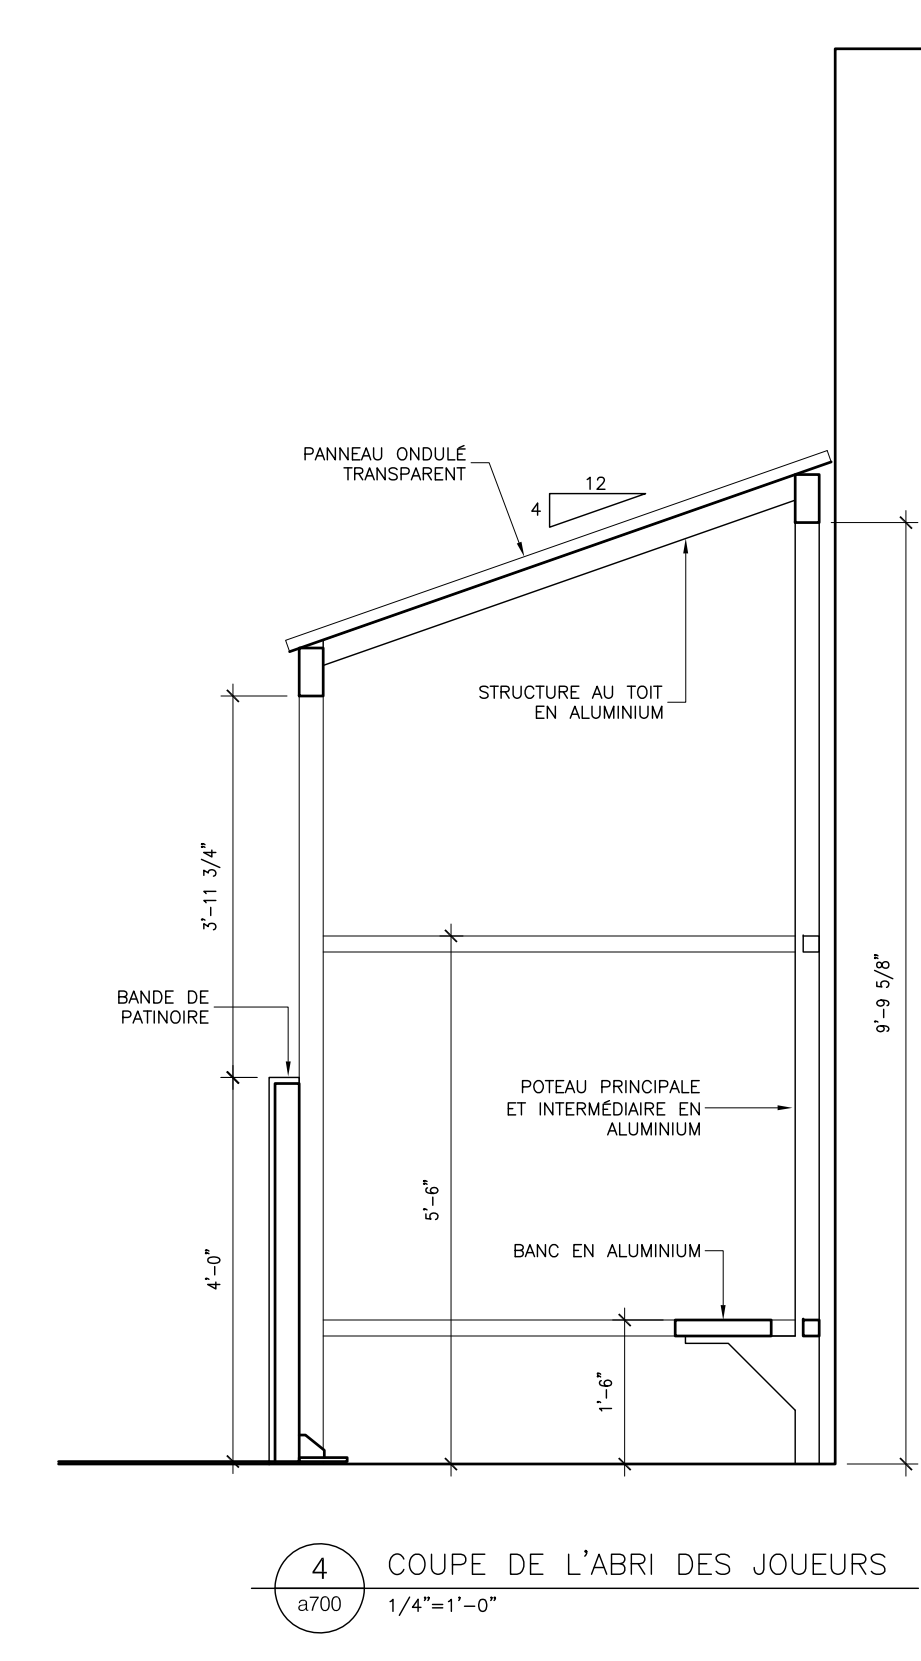 PANNEAU ONDULÉ
TRANSPARENT
12
4
STRUCTURE AU TOIT
EN ALUMINIUM
3'-11 3/4"
9'-9 5/8"
BANDE DE
PATINOIRE
POTEAU PRINCIPALE
ET INTERMÉDIAIRE EN
ALUMINIUM
5'-6"
4'-0"
BANC EN ALUMINIUM
1'-6"
4
a700
COUPE DE L'ABRI DES JOUEURS
1/4"=1'-0"